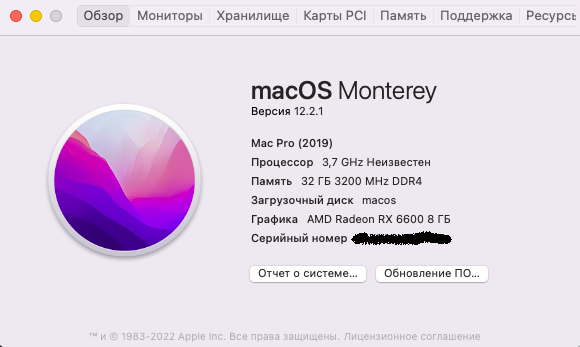 Обзор Мониторы Хранилище Карты PCI Память Поддержка Ресурсы
macOS Monterey
Версия 12.2.1
Mac Pro (2019)
Процессор 3,7 GHz Неизвестен
Память 32 ГБ 3200 MHz DDR4
Загрузочный диск macos
Графика AMD Radeon RX 6600 8 ГБ
Серийный номер
Отчет о системе... Обновление ПО...
™ и © 1983-2022 Apple Inc. Все права защищены. Лицензионное соглашение